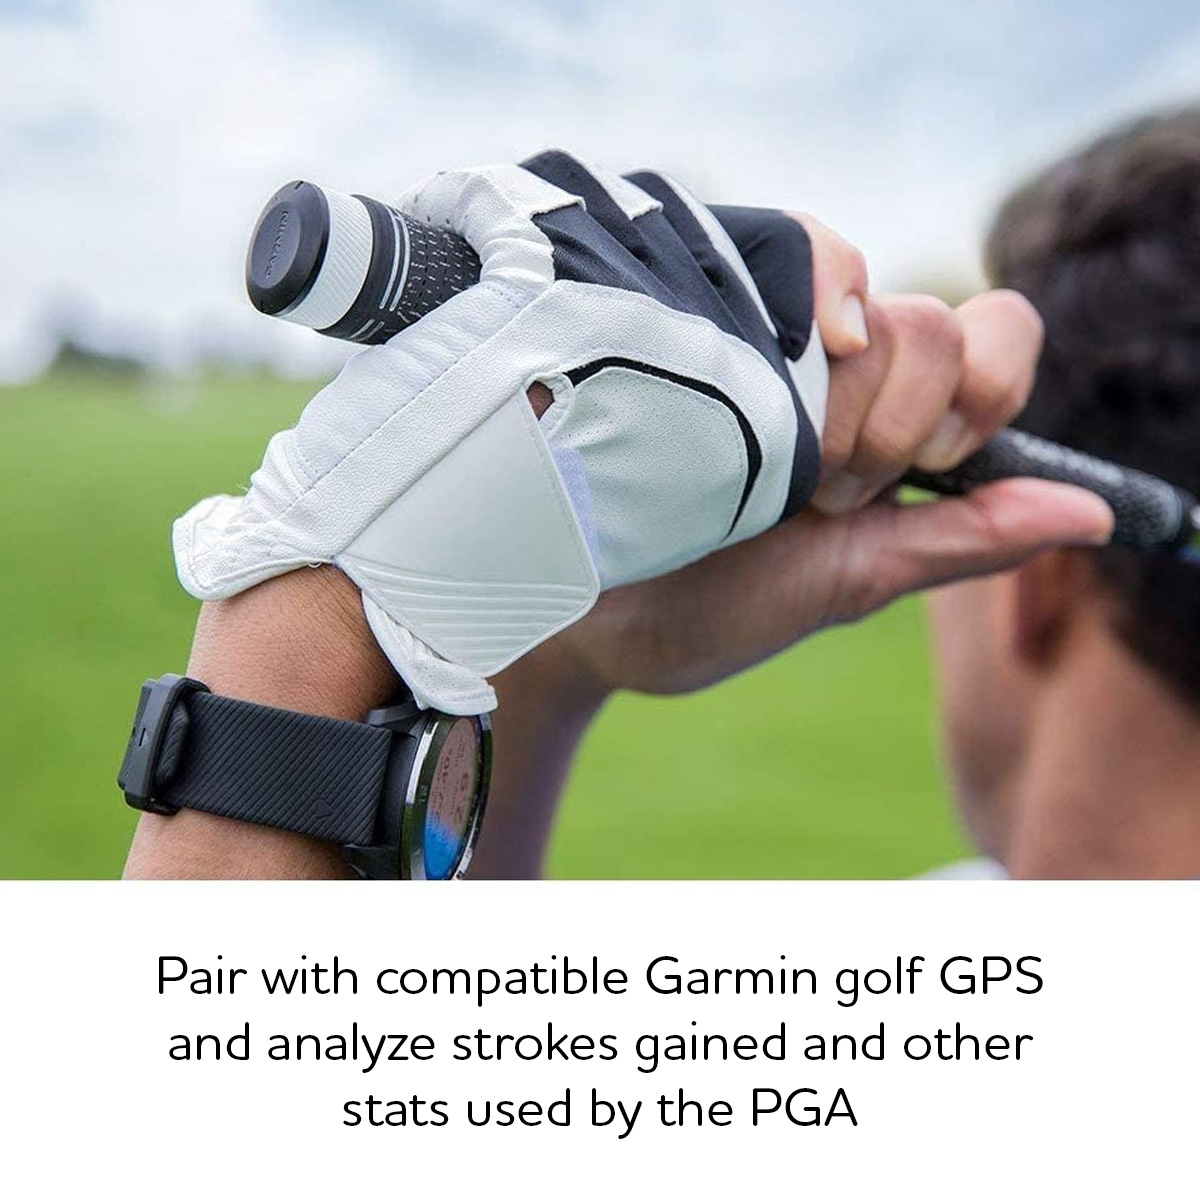 Pair with compatible Garmin golf GPS
and analyze strokes gained and other
stats used by the PGA